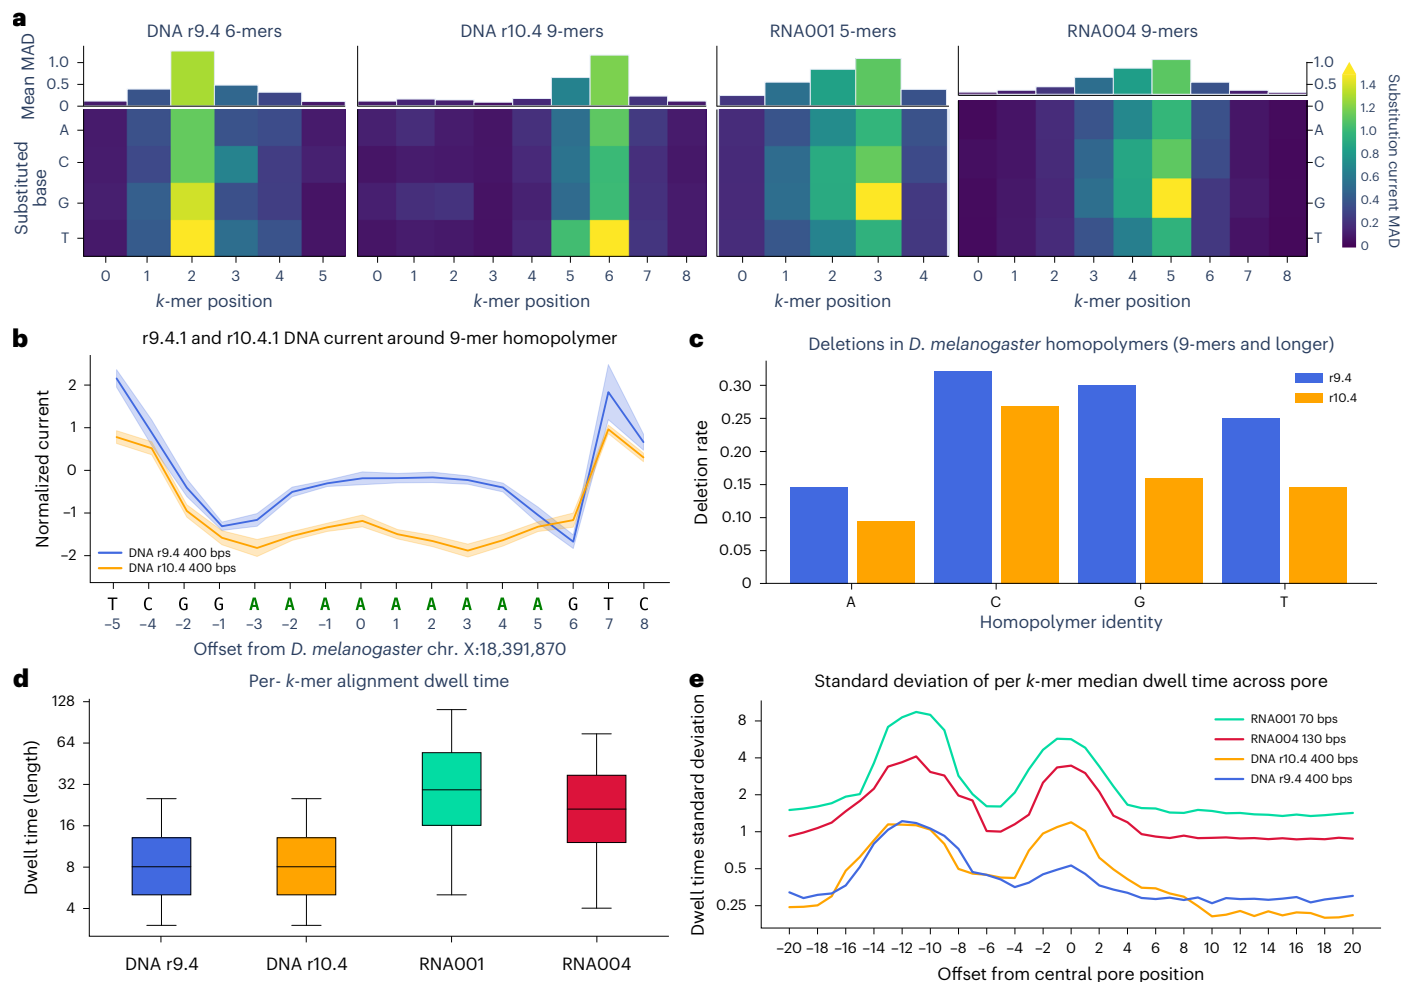 a
DNA r9.4 6-mers
DNA r10.4 9-mers
RNA001 5-mers
RNA004 9-mers
Mean MAD
1.0
0.5
0
1.0
0.5
0
Substituted
base
A
C
G
T
A
C
G
T
1.4
1.2
1.0
0.8
0.6
0.4
0.2
0
Substitution current MAD
0 1 2 3 4 5
0 1 2 3 4 5 6 7 8
0 1 2 3 4
0 1 2 3 4 5 6 7 8
k-mer position
k-mer position
k-mer position
k-mer position
b
r9.4.1 and r10.4.1 DNA current around 9-mer homopolymer
Normalized current
2
1
0
−1
−2
DNA r9.4 400 bps
DNA r10.4 400 bps
T C G G A A A A A A A A A G T C
−5 −4 −2 −1 −3 −2 −1 0 1 2 3 4 5 6 7 8
Offset from D. melanogaster chr. X:18,391,870
c
Deletions in D. melanogaster homopolymers (9-mers and longer)
Deletion rate
0.30
0.25
0.20
0.15
0.10
0.05
0
r9.4
r10.4
A C G T
Homopolymer identity
d
Per- k-mer alignment dwell time
Dwell time (length)
128
64
32
16
8
4
DNA r9.4 DNA r10.4 RNA001 RNA004
e
Standard deviation of per k-mer median dwell time across pore
Dwell time standard deviation
8
4
2
1
0.5
0.25
RNA001 70 bps
RNA004 130 bps
DNA r10.4 400 bps
DNA r9.4 400 bps
−20 −18 −16 −14 −12 −10 −8 −6 −4 −2 0 2 4 6 8 10 12 14 16 18 20
Offset from central pore position